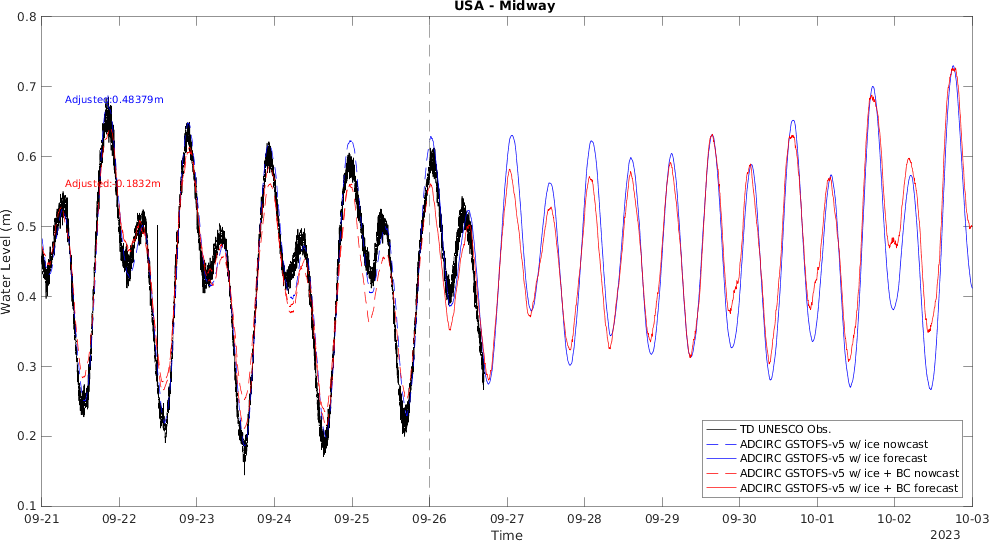 USA - Midway
0.8
0.7
0.6
0.5
0.4
0.3
0.2
0.1
Water Level (m)
Adjusted:0.48379m
Adjusted:-0.1832m
TD UNESCO Obs.
ADCIRC GSTOFS-v5 w/ ice nowcast
ADCIRC GSTOFS-v5 w/ ice forecast
ADCIRC GSTOFS-v5 w/ ice + BC nowcast
ADCIRC GSTOFS-v5 w/ ice + BC forecast
09-21 09-22 09-23 09-24 09-25 09-26 09-27 09-28 09-29 09-30 10-01 10-02 10-03
Time
2023